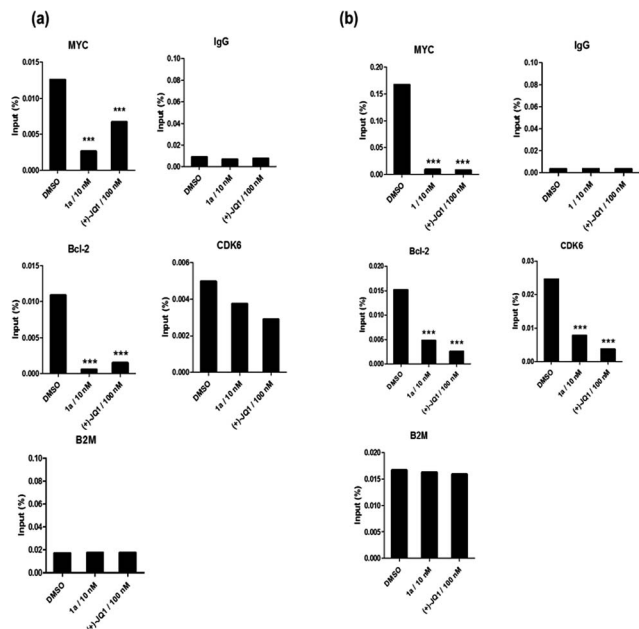 (a)
(b)
MYC
Input (%)
0.015
0.010
0.005
0.000
***
***
DMSO
1a / 10 nM
(+)-JQ1 / 100 nM
IgG
Input (%)
0.10
0.08
0.06
0.04
0.02
0.00
DMSO
1a / 10 nM
(+)-JQ1 / 100 nM
MYC
Input (%)
0.20
0.15
0.10
0.05
0.00
***
***
DMSO
1 / 10 nM
(+)-JQ1 / 100 nM
IgG
Input (%)
0.10
0.08
0.06
0.04
0.02
0.00
DMSO
1 / 10 nM
(+)-JQ1 / 100 nM
Bcl-2
Input (%)
0.015
0.010
0.005
0.000
***
***
DMSO
1a / 10 nM
(+)-JQ1 / 100 nM
CDK6
Input (%)
0.006
0.004
0.002
0.000
DMSO
1a / 10 nM
(+)-JQ1 / 100 nM
Bcl-2
Input (%)
0.020
0.015
0.010
0.005
0.000
***
***
DMSO
1a / 10 nM
(+)-JQ1 / 100 nM
CDK6
Input (%)
0.03
0.02
0.01
0.00
***
***
DMSO
1a / 10 nM
(+)-JQ1 / 100 nM
B2M
Input (%)
0.10
0.08
0.06
0.04
0.02
0.00
DMSO
1a / 10 nM
(+)-JQ1 / 100 nM
B2M
Input (%)
0.020
0.015
0.010
0.005
0.000
DMSO
1a / 10 nM
(+)-JQ1 / 100 nM